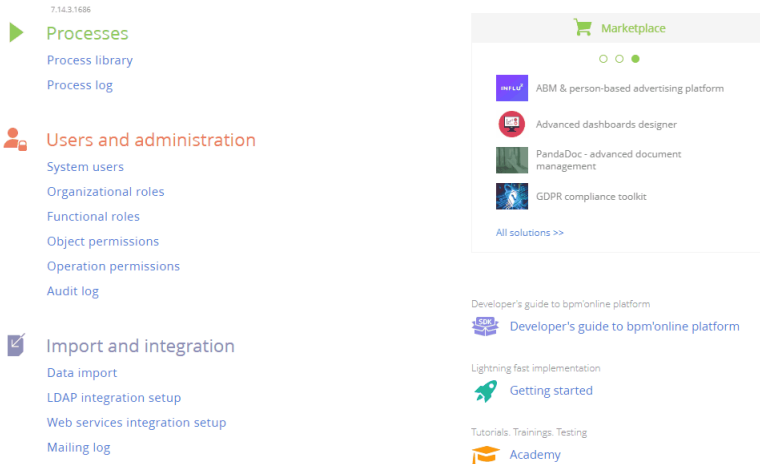 7.14.3.1686
Processes
Process library
Process log
Users and administration
System users
Organizational roles
Functional roles
Object permissions
Operation permissions
Audit log
Import and integration
Data import
LDAP integration setup
Web services integration setup
Mailing log
Marketplace
INFLU²
ABM & person-based advertising platform
Advanced dashboards designer
PandaDoc - advanced document
management
GDPR compliance toolkit
All solutions >>
Developer's guide to bpm'online platform
SDK
Developer's guide to bpm'online platform
Lightning fast implementation
Getting started
Tutorials. Trainings. Testing
Academy